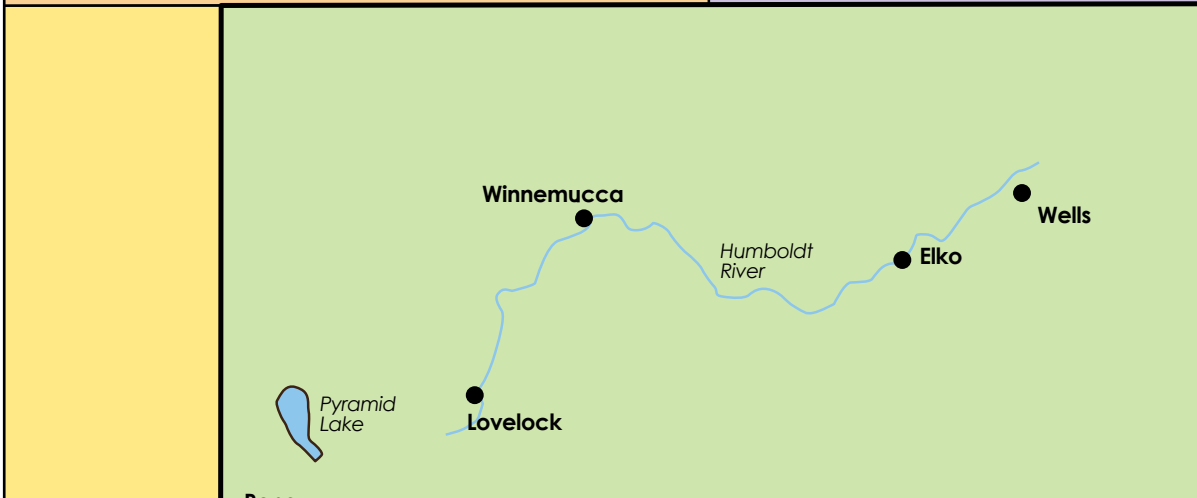 Winnemucca
Wells
Humboldt
River
Elko
Pyramid
Lake
Lovelock